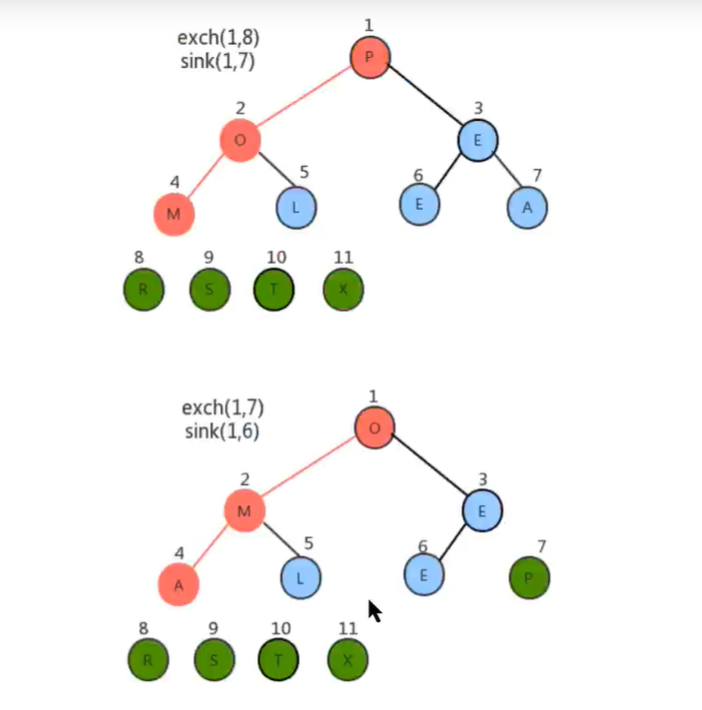 1
exch(1,8)
sink(1,7)
P
2
3
O
E
4
5
6
7
M
L
E
A
8 9 10 11
R S T X
1
exch(1,7)
sink(1,6)
O
2
3
M
E
4
5
6
7
A
L
E
P
8 9 10 11
R S T X